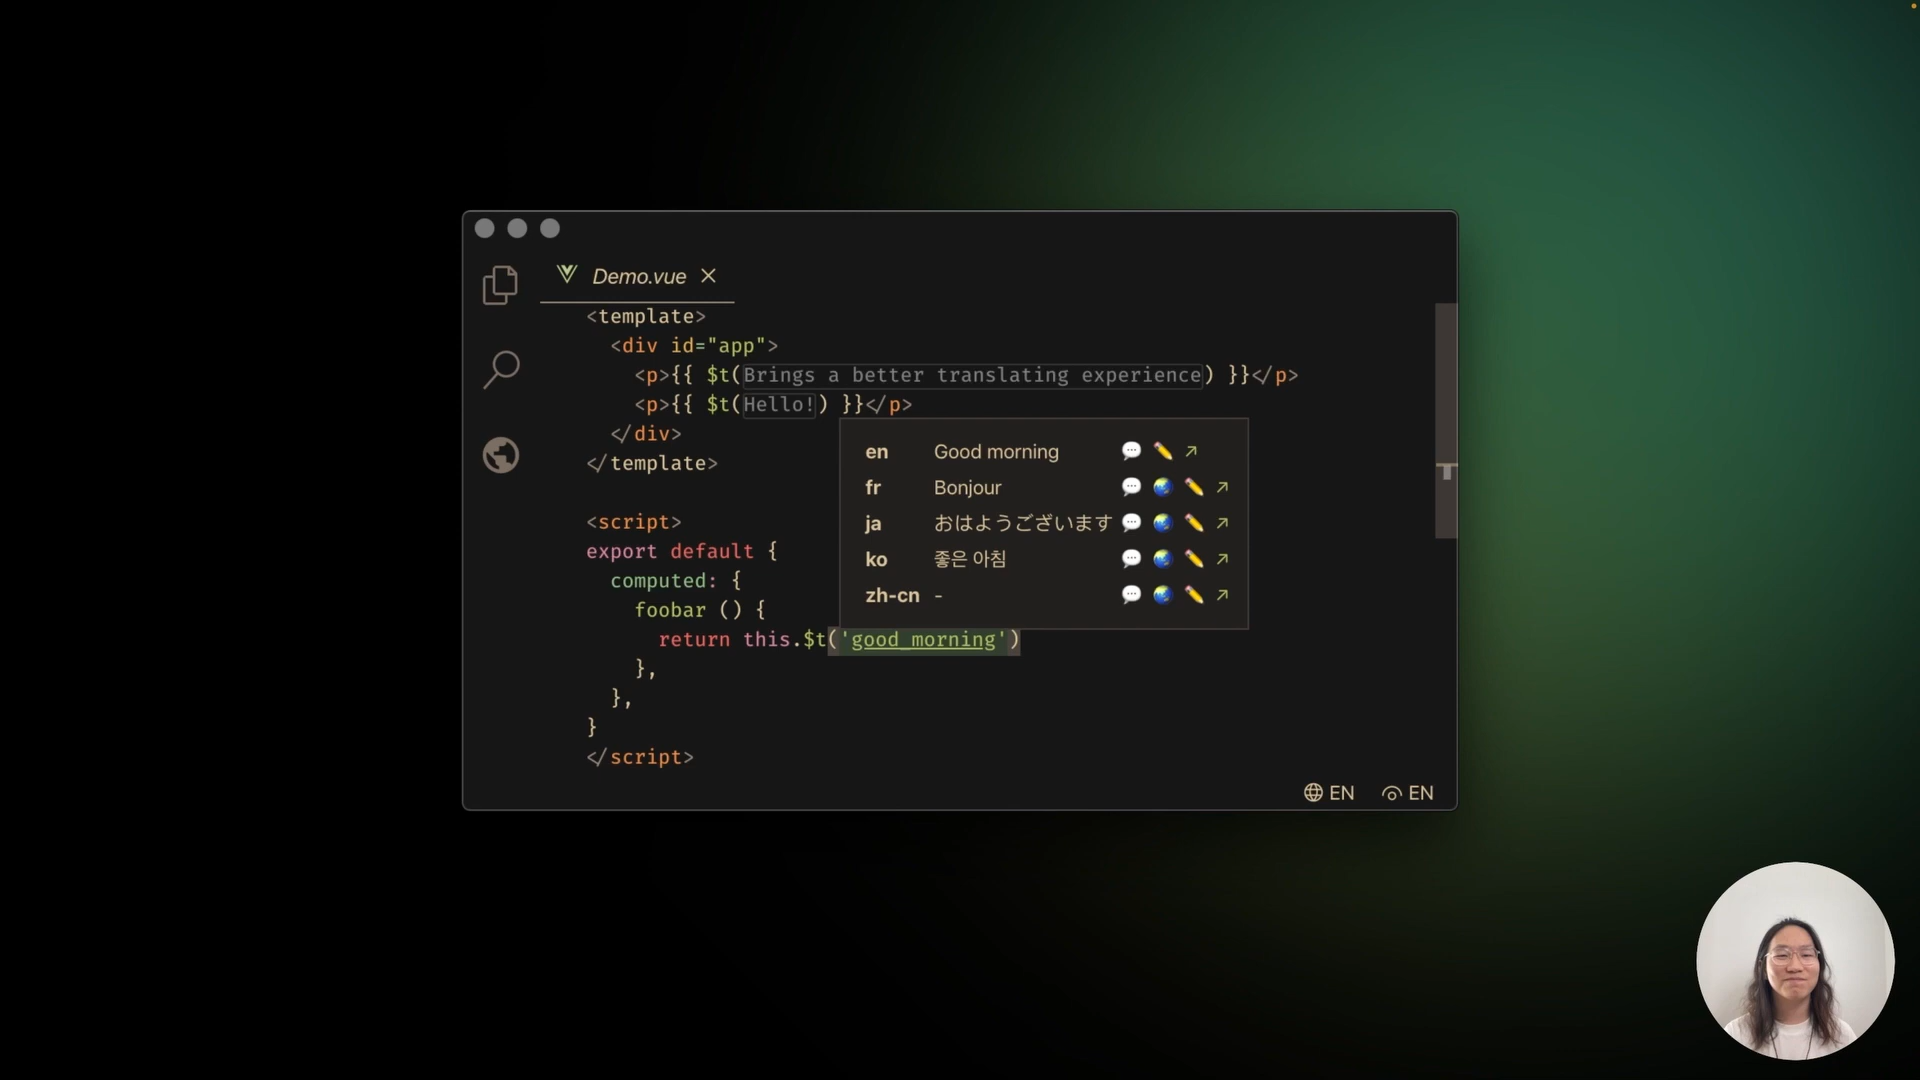 Demo.vue
<template>
<div id="app">
<p>{{ $t(Brings a better translating experience) }}</p>
<p>{{ $t(Hello!) }}</p>
</div>
</template>
en Good morning
fr Bonjour
ja おはようございます
ko 좋은 아침
zh-cn -
<script>
export default {
computed: {
foobar () {
return this.$t('good_morning')
},
},
}
</script>
EN EN